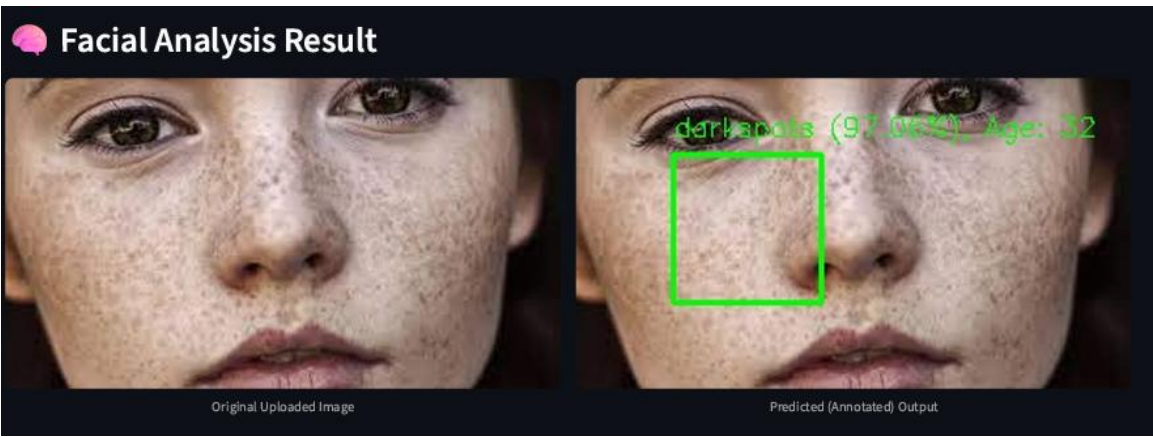 Facial Analysis Result
darkspots (97.06%), Age: 32
Original Uploaded Image
Predicted (Annotated) Output